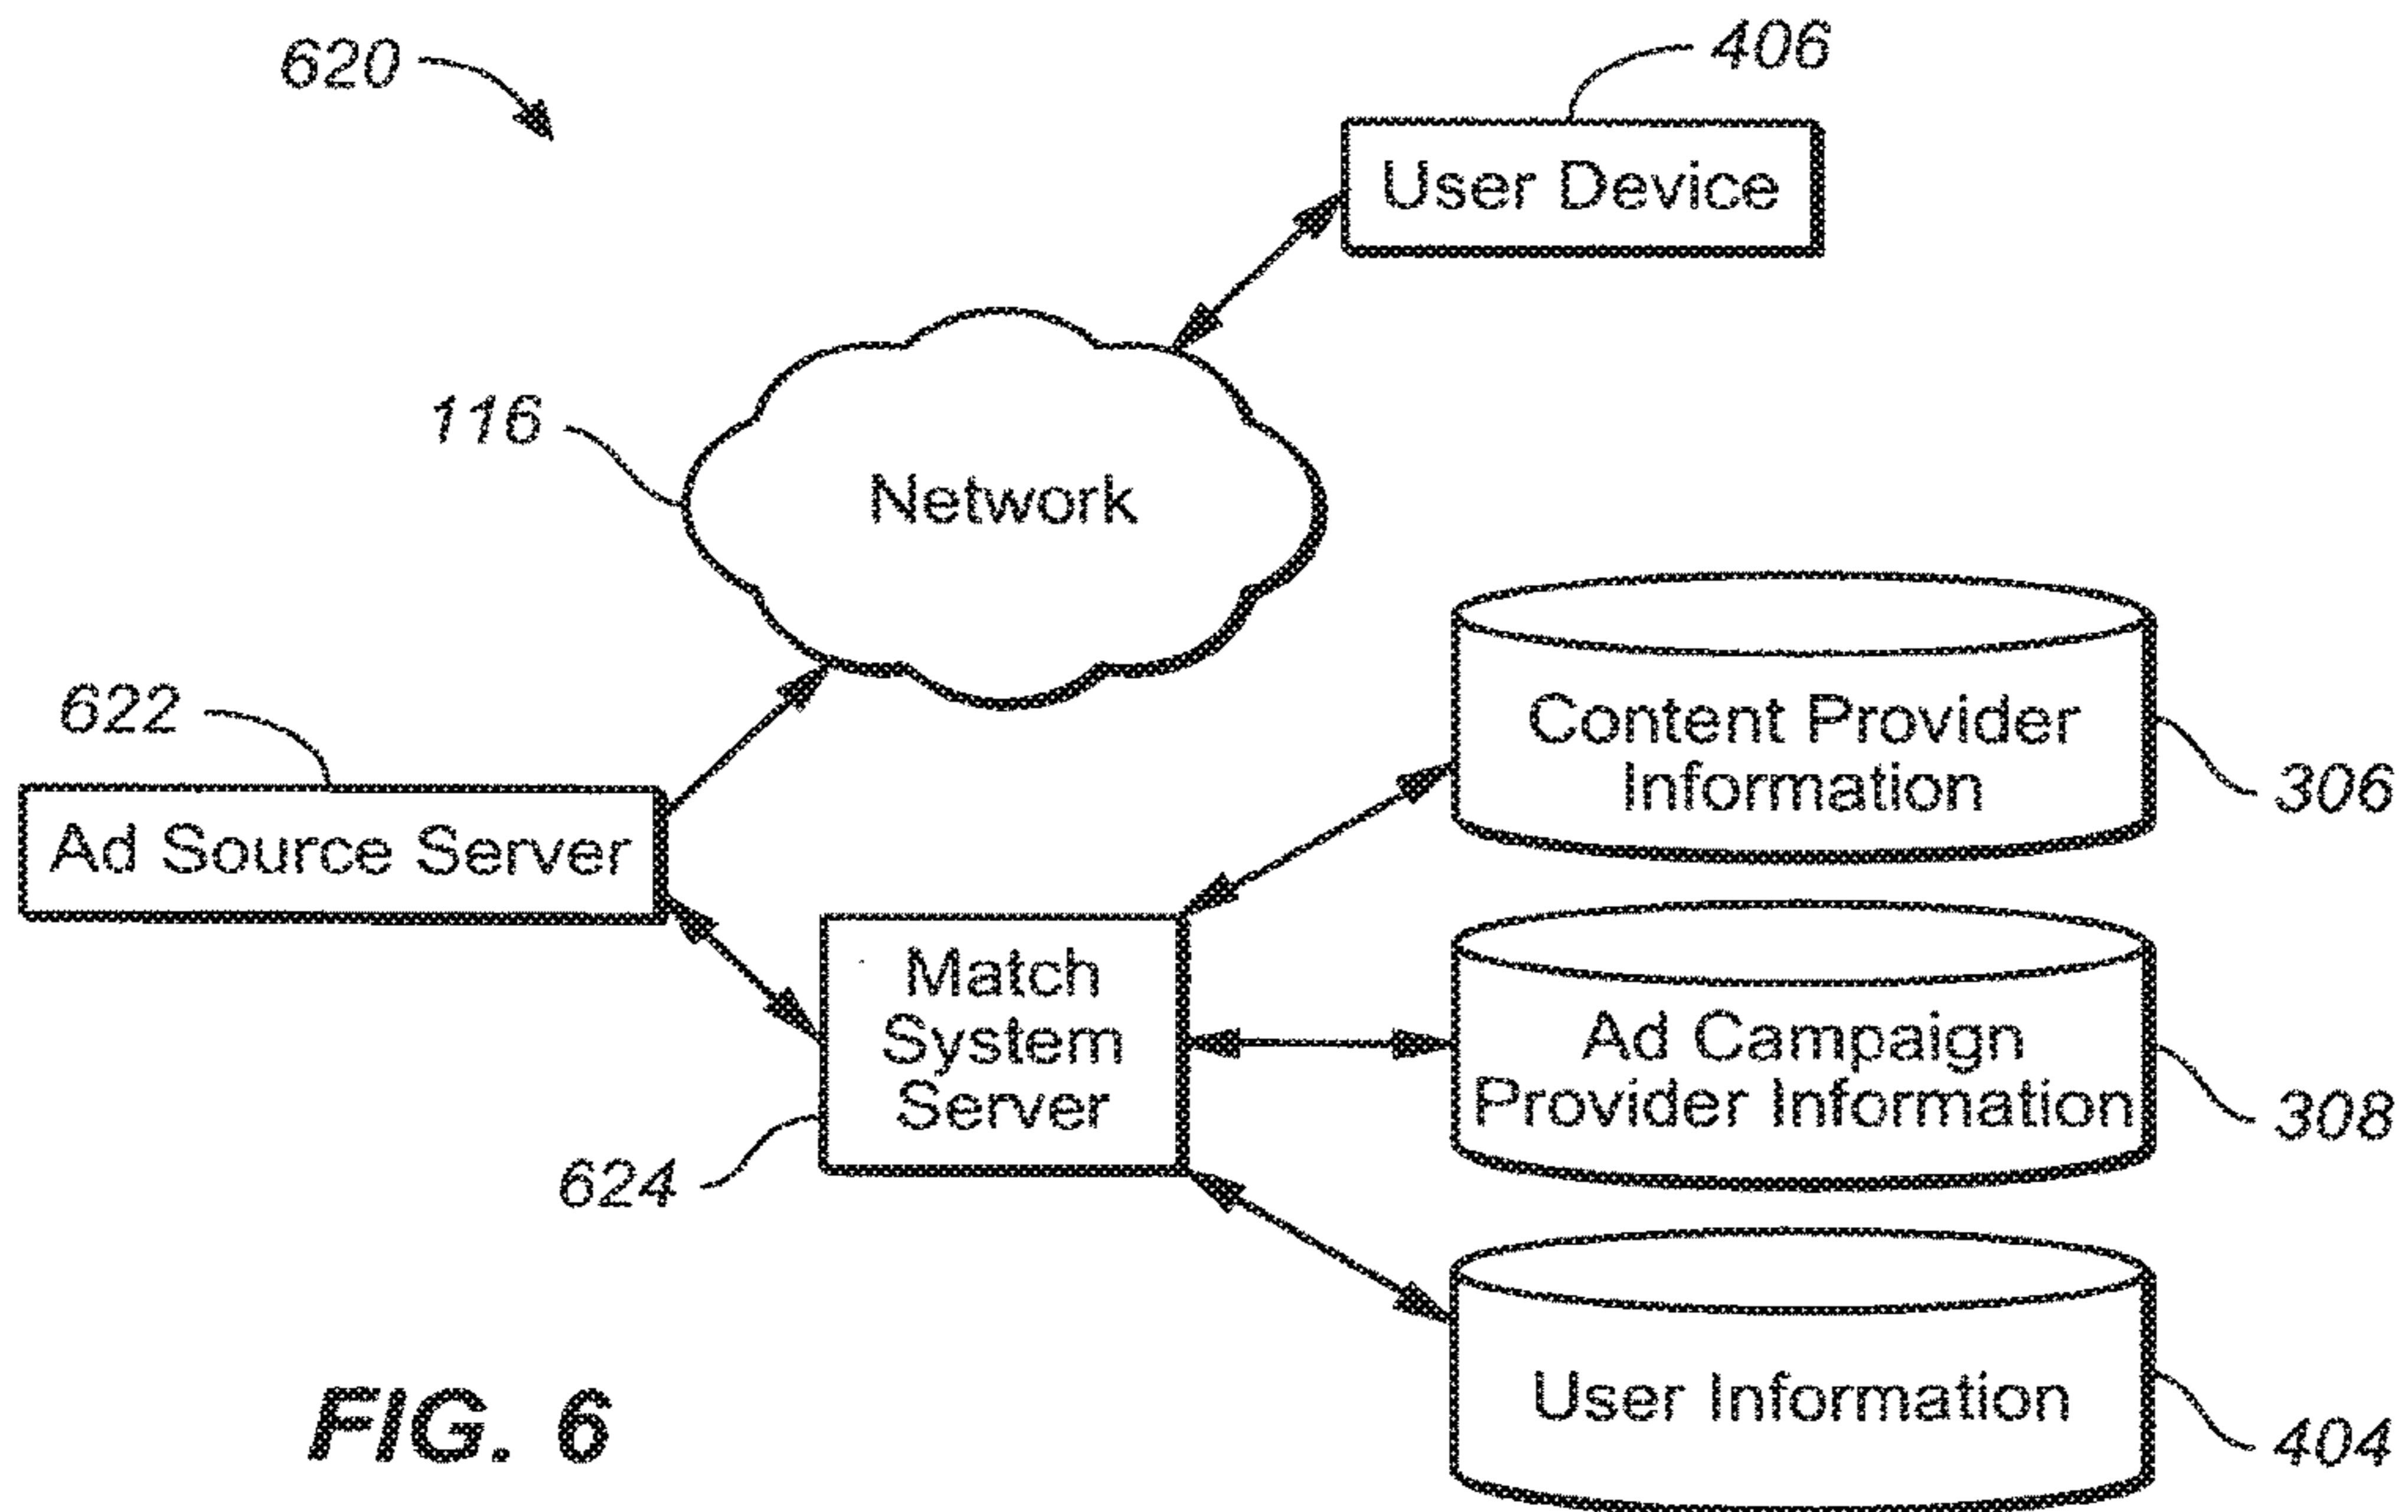 620
406
User Device
116
Network
622
Ad Source Server
Content Provider
Information
306
Match
System
Server
624
Ad Campaign
Provider Information
308
User Information
404
FIG. 6